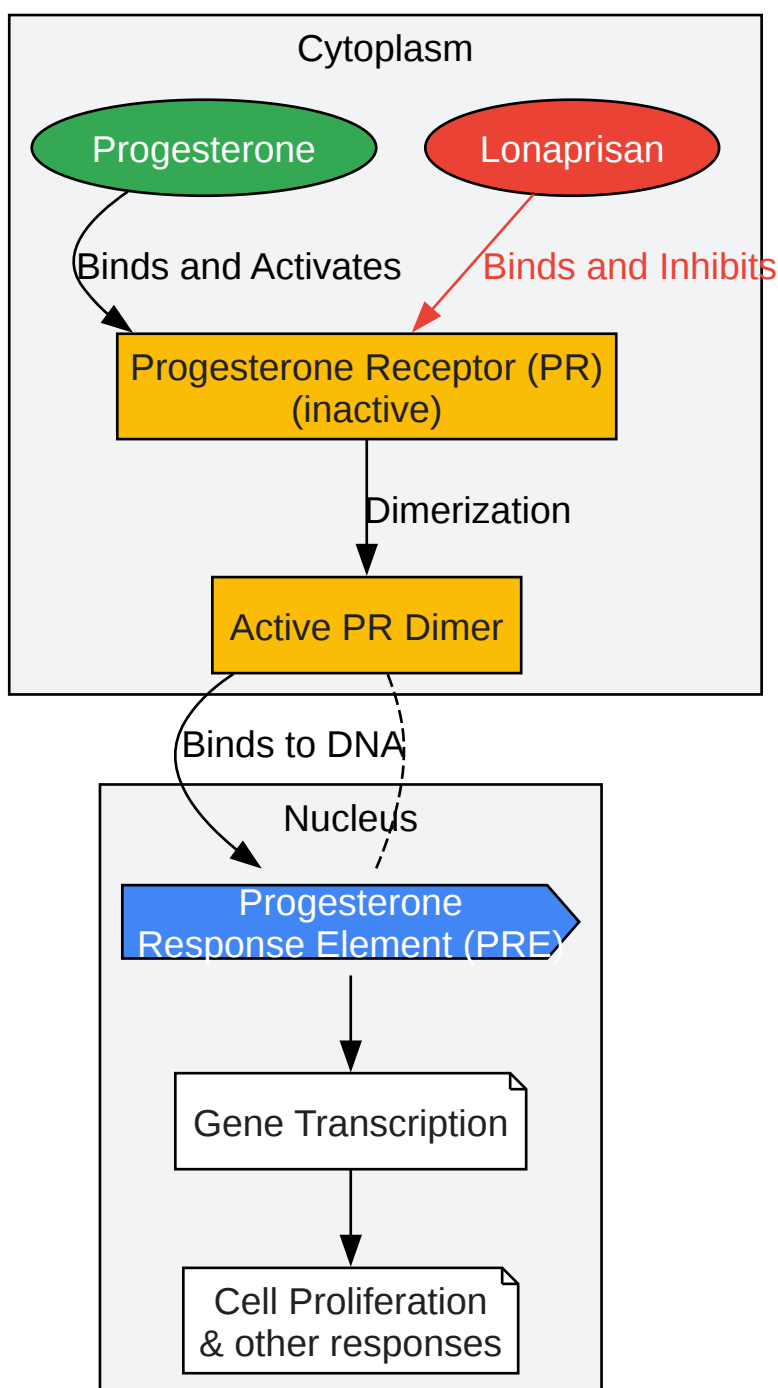 Cytoplasm
Progesterone
Lonaprisan
Binds and Activates
Binds and Inhibits
Progesterone Receptor (PR)
(inactive)
Dimerization
Active PR Dimer
Binds to DNA
Nucleus
Progesterone
Response Element (PRE)
Gene Transcription
Cell Proliferation
& other responses